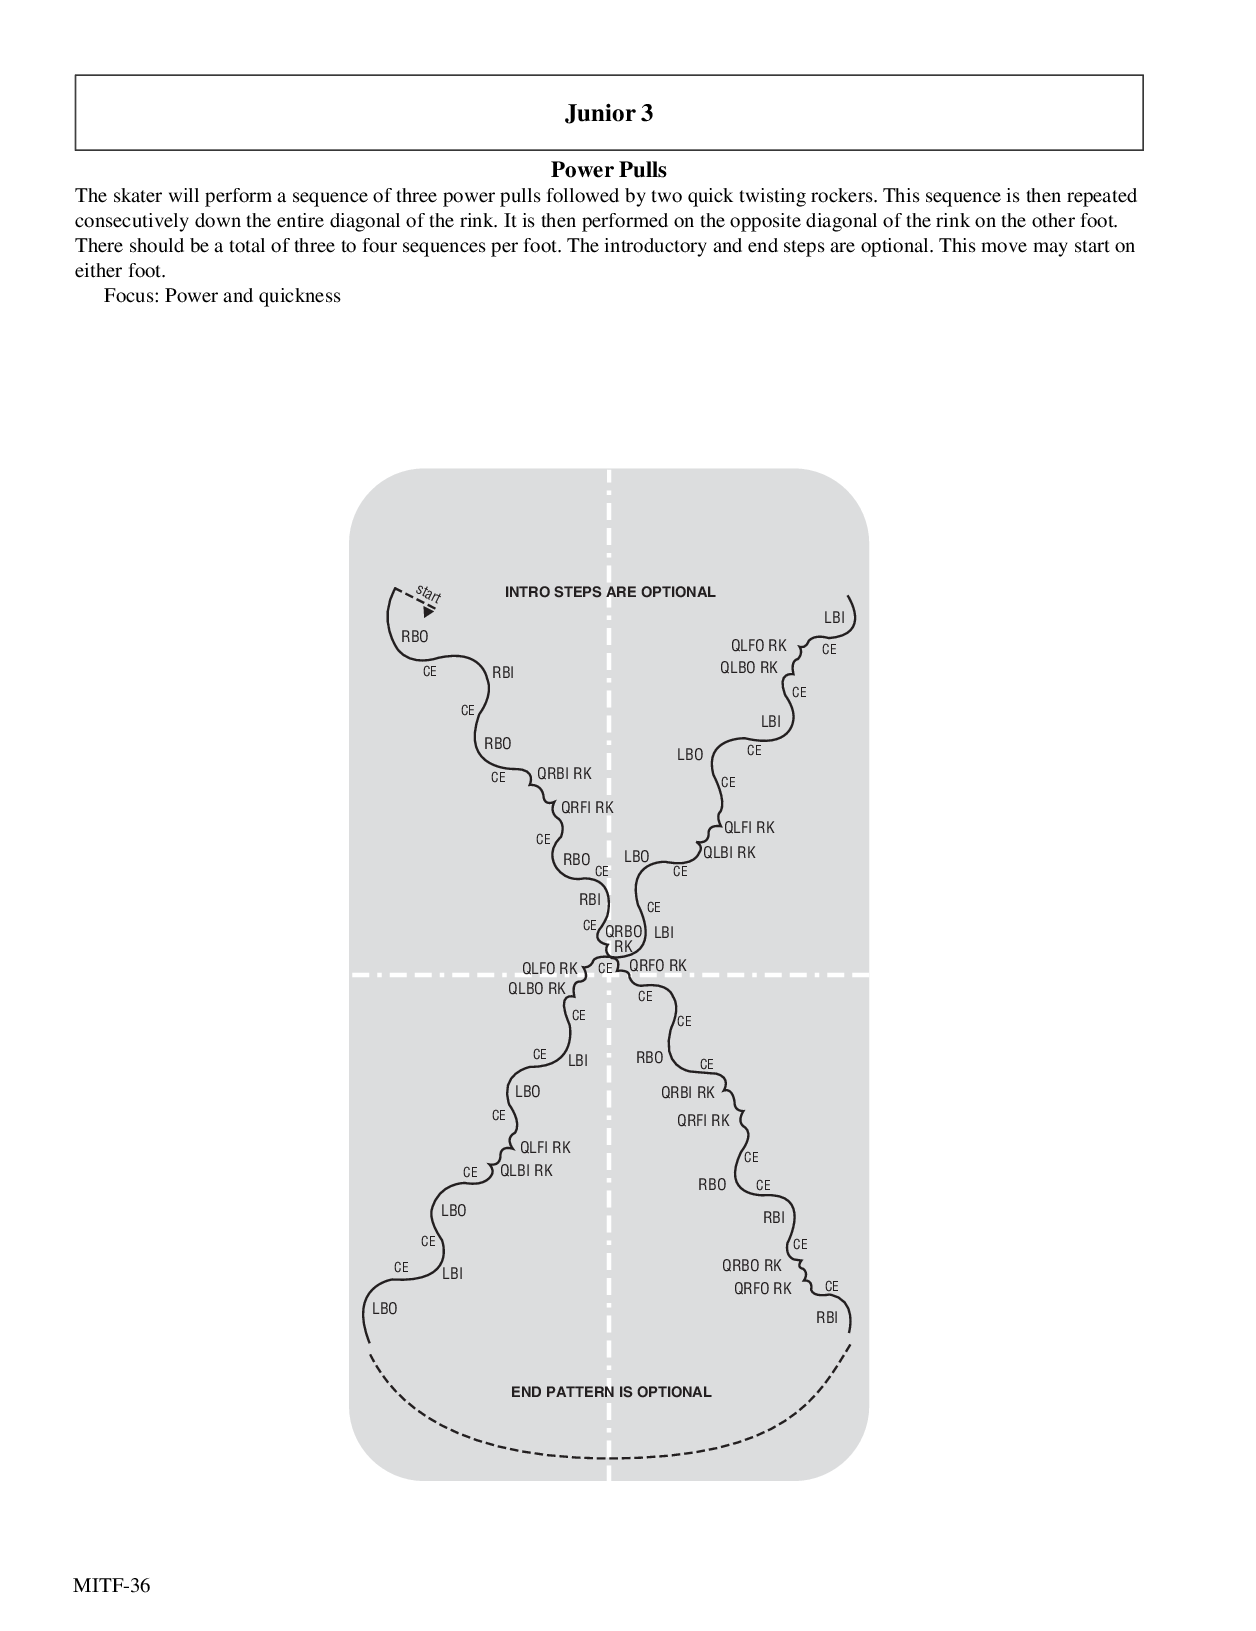 Junior 3
Power Pulls
The skater will perform a sequence of three power pulls followed by two quick twisting rockers. This sequence is then repeated
consecutively down the entire diagonal of the rink. It is then performed on the opposite diagonal of the rink on the other foot.
There should be a total of three to four sequences per foot. The introductory and end steps are optional. This move may start on
either foot.
Focus: Power and quickness
start
INTRO STEPS ARE OPTIONAL
RBO
CE
RBI
CE
RBO
CE
QRBI RK
QRFI RK
CE
RBO
CE
RBI
CE
QRBO
RK
QRFO RK
CE
CE
RBO
CE
QRBI RK
QRFI RK
CE
RBO
CE
RBI
CE
QRBO RK
QRFO RK
CE
RBI
LBO
CE
LBI
CE
LBO
CE
QLBI RK
QLFI RK
CE
LBO
CE
LBI
CE
QLBO RK
QLFO RK
CE
LBI
CE
LBO
CE
QLBI RK
QLFI RK
CE
LBO
CE
LBI
CE
QLBO RK
QLFO RK
CE
LBI
END PATTERN IS OPTIONAL
MITF-36